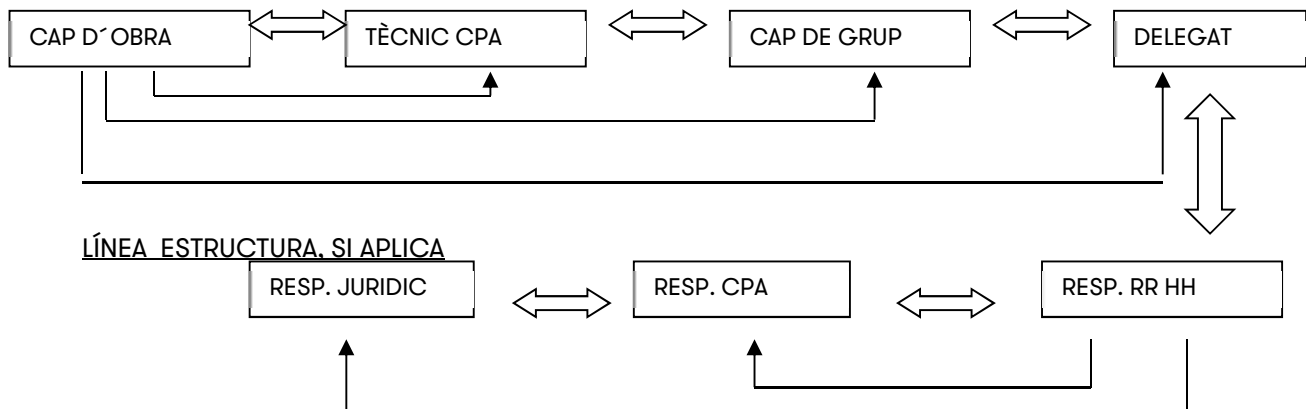 CAP D´OBRA
TÈCNIC CPA
CAP DE GRUP
DELEGAT
LÍNEA ESTRUCTURA, SI APLICA
RESP. JURIDIC
RESP. CPA
RESP. RR HH